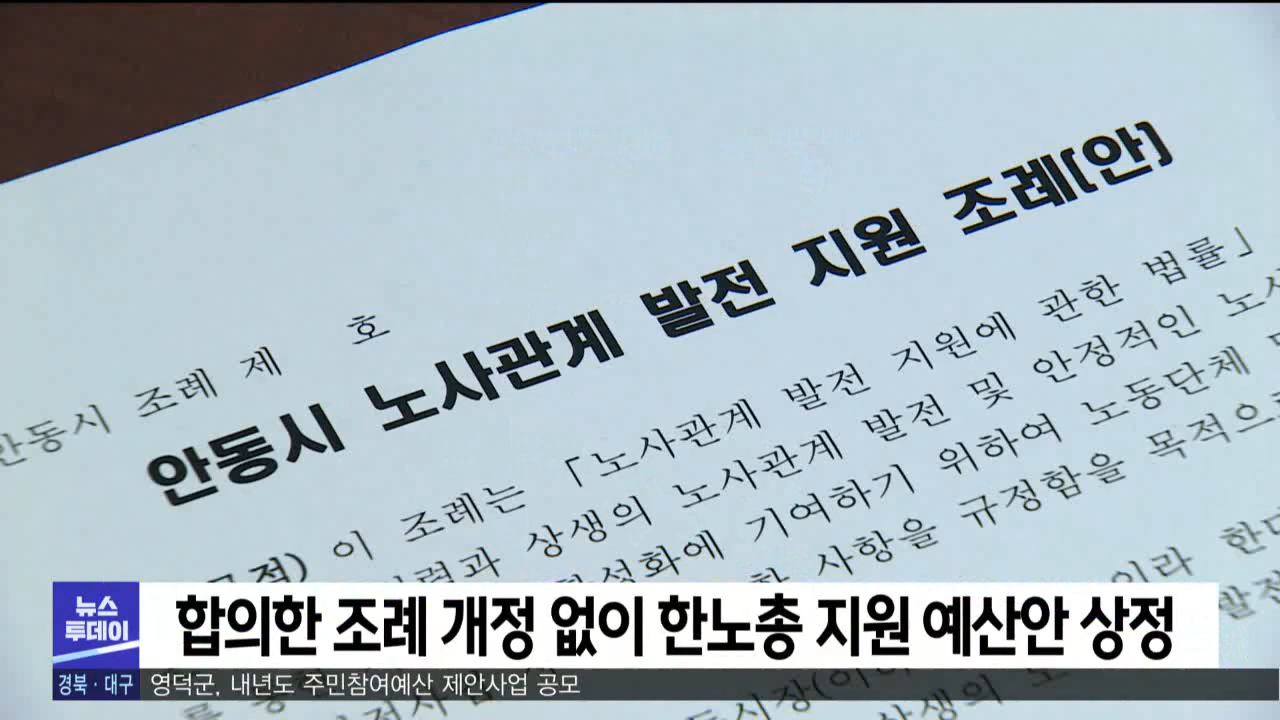 안동시 조례 제 호
안동시 노사관계 발전 지원 조례(안)
이 조례는 「노사관계 발전 지원에 관한 법률」
상생의 노사관계 발전 및 안정적인
기여하기 위하여 노동단체
사항을 규정함을 목적으로
뉴스
투데이
합의한 조례 개정 없이 한노총 지원 예산안 상정
경북·대구
영덕군, 내년도 주민참여예산 제안사업 공모